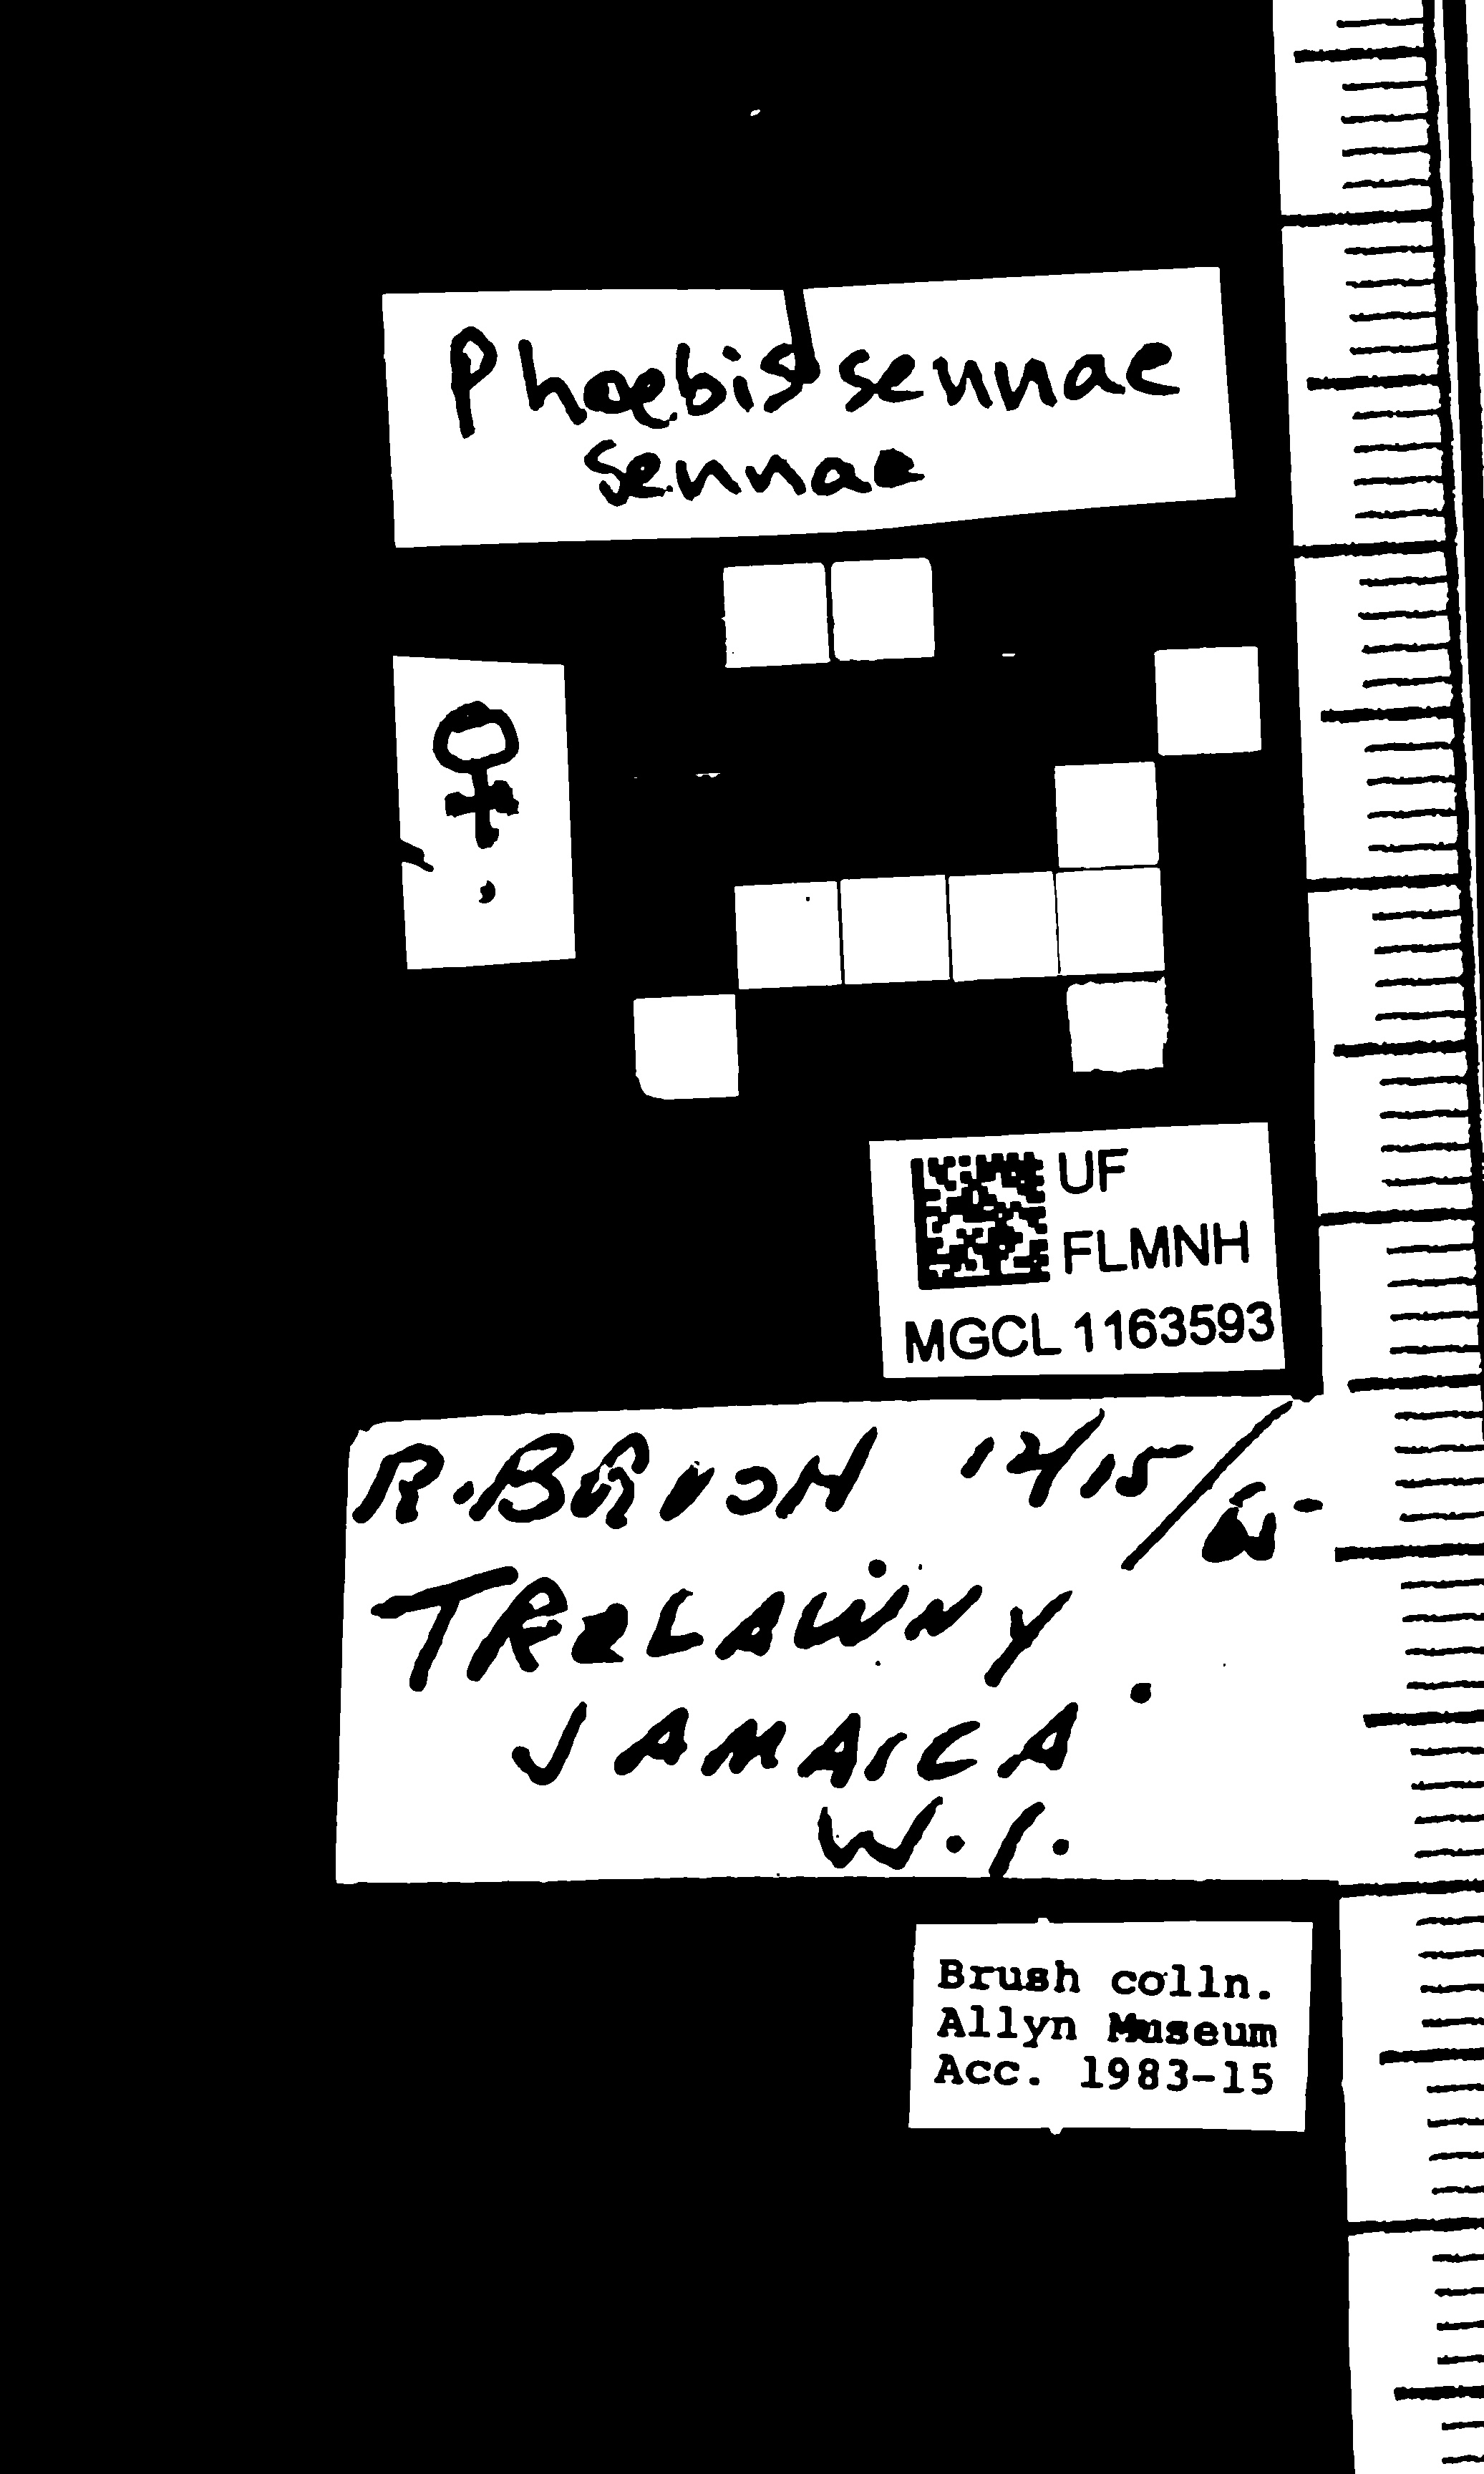 Phoebis sennae
sennae
♀
UF
FLMNH
MGCL 1163593
R. BRUSH 12/15/
TRELAWNY
JAMAICA
W.I.
Brush colln.
Allyn Museum
Acc. 1983-15